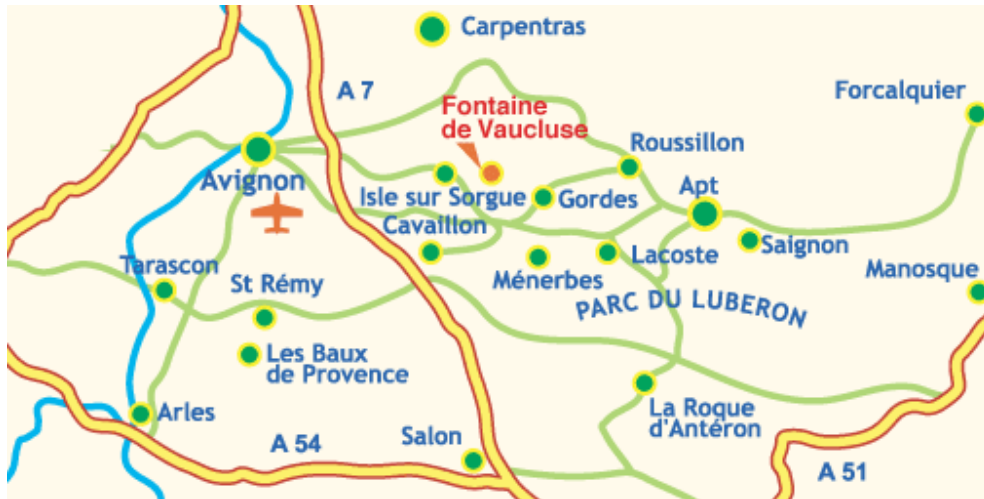 Carpentras
A 7
Forcalquier
Fontaine
de Vaucluse
Roussillon
Avignon
Isle sur Sorgue
Gordes
Apt
Cavaillon
Saignon
Tarascon
St Rémy
Ménerbes
Lacoste
Manosque
PARC DU LUBERON
Les Baux
de Provence
Arles
La Roque
d'Antéron
A 54
Salon
A 51